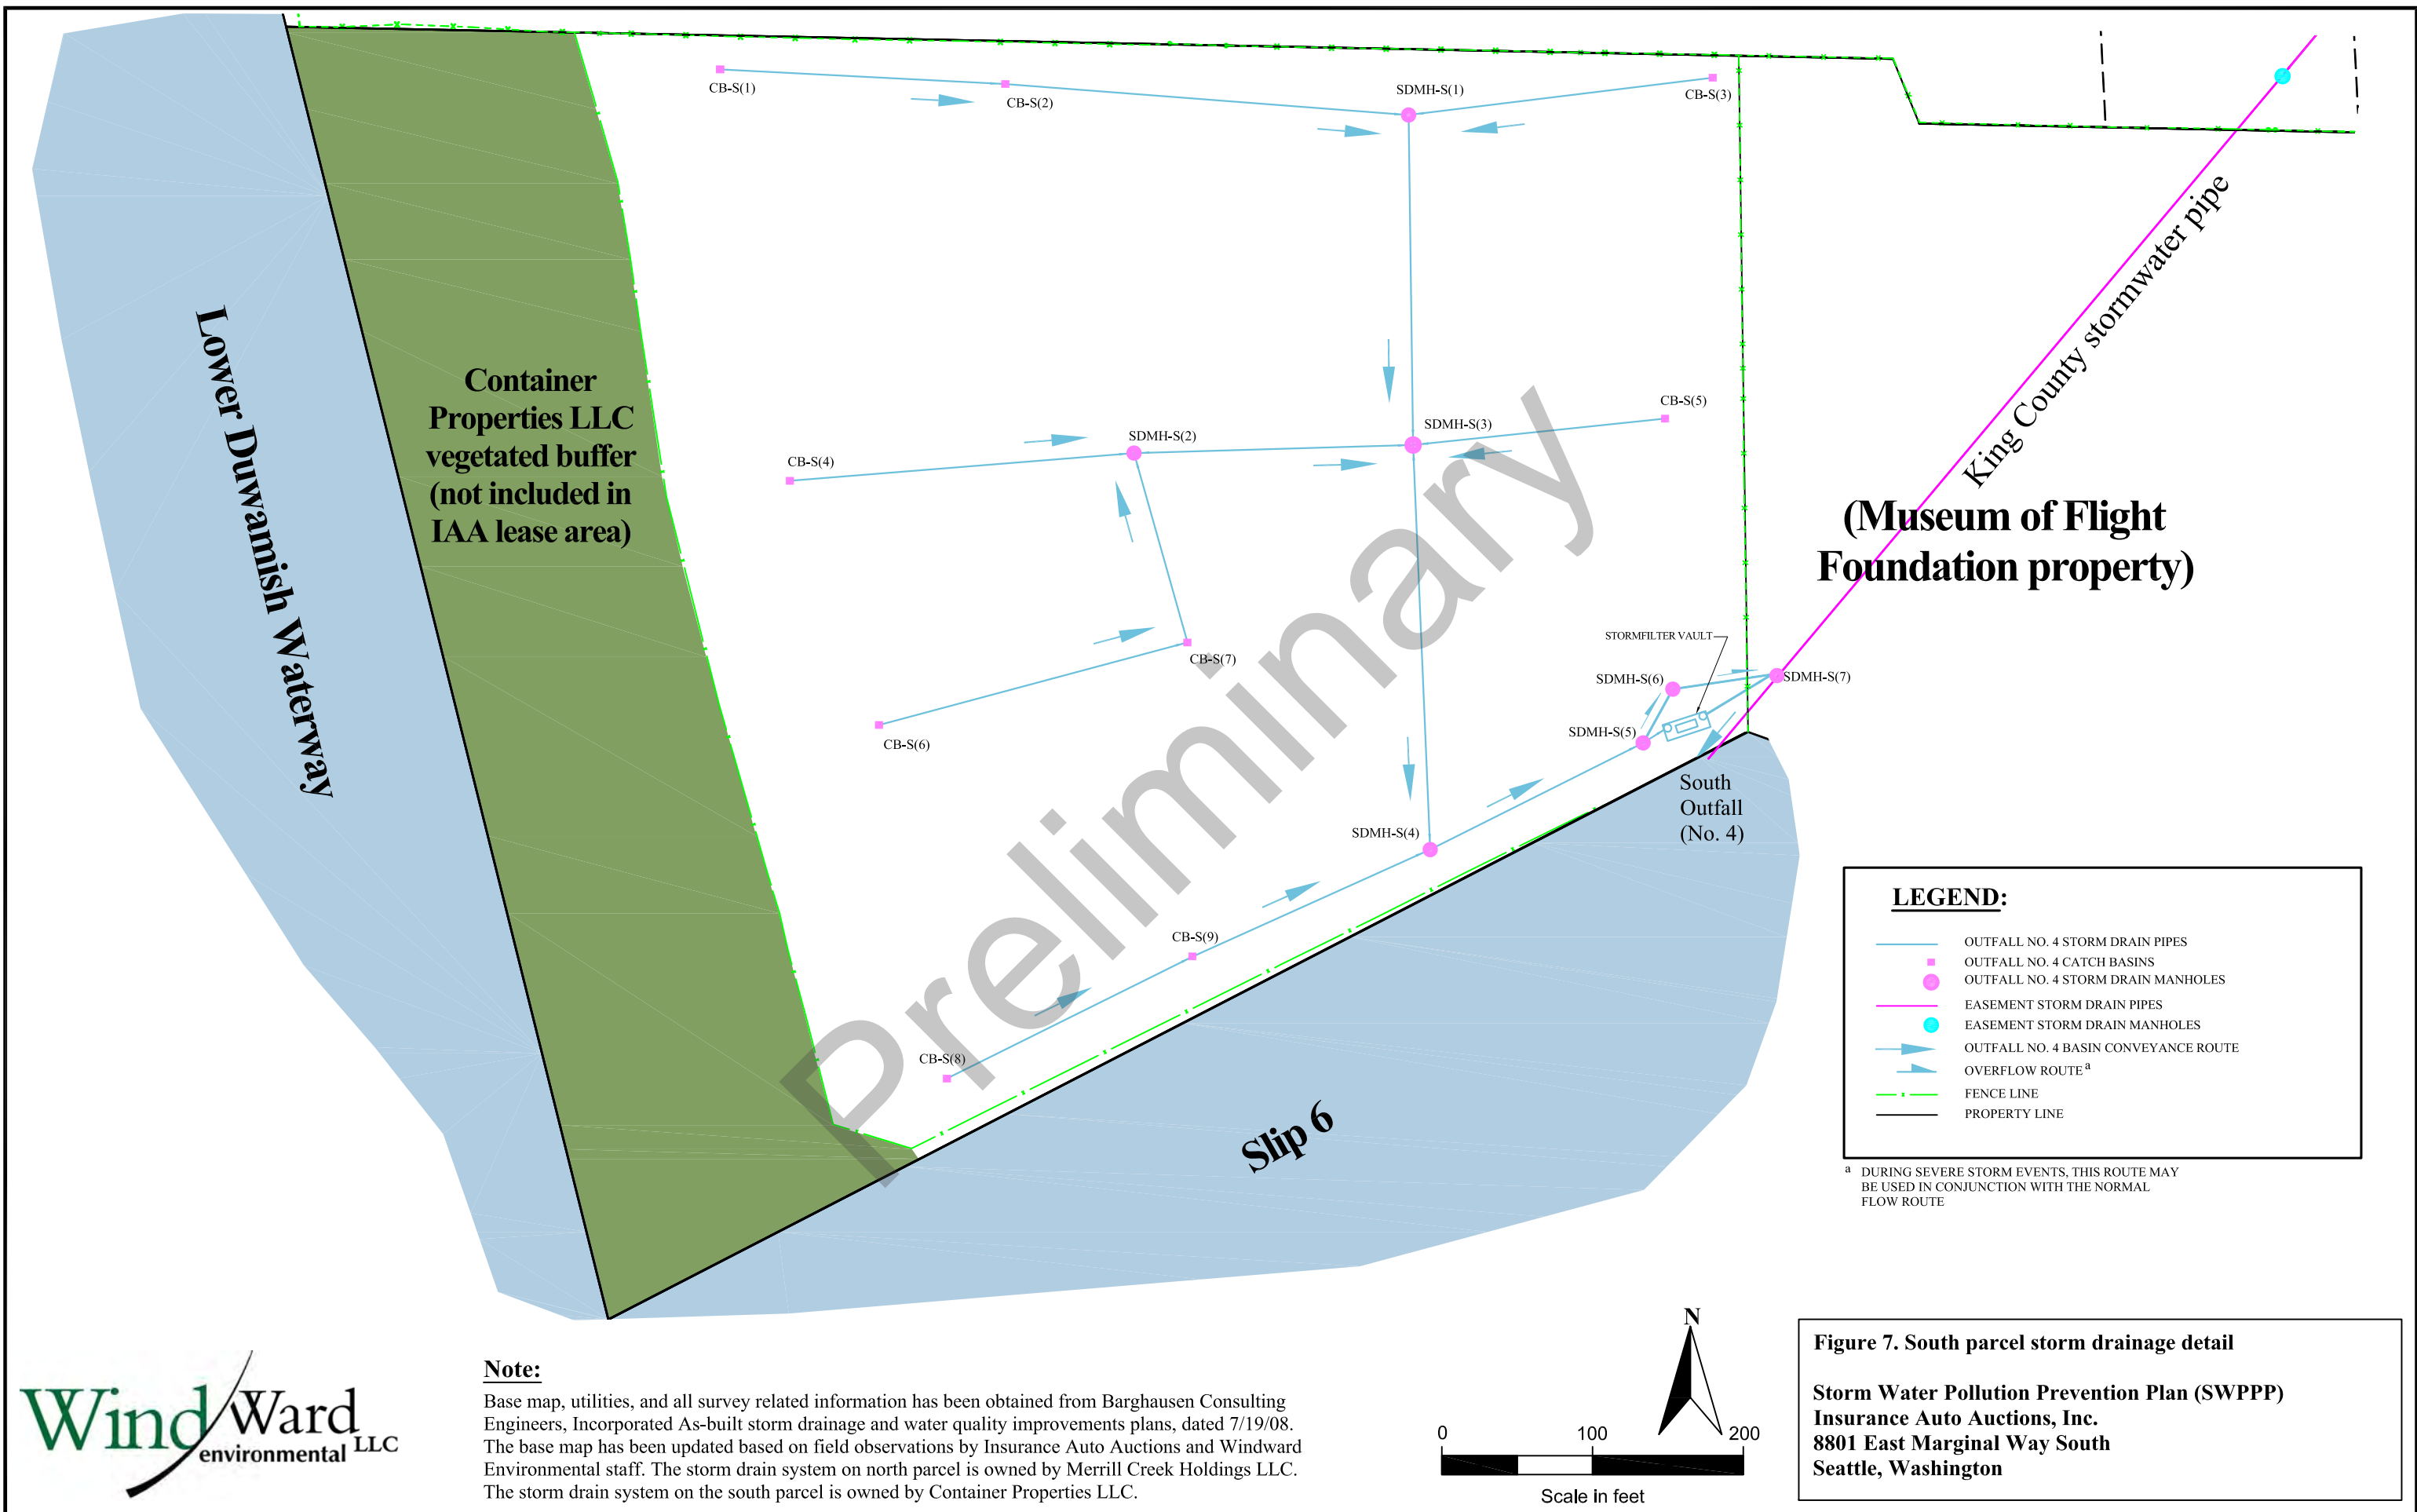 CB-S(1)
CB-S(2)
SDMH-S(1)
CB-S(3)
King County stormwater pipe
Lower Duwamish Waterway
Container
Properties LLC
vegetated buffer
(not included in
IAA lease area)
CB-S(4)
SDMH-S(2)
SDMH-S(3)
CB-S(5)
(Museum of Flight
Foundation property)
Preliminary
STORMFILTER VAULT
CB-S(7)
CB-S(6)
SDMH-S(6)
SDMH-S(7)
SDMH-S(5)
South
Outfall
(No. 4)
SDMH-S(4)
CB-S(9)
CB-S(8)
Slip 6
LEGEND:
OUTFALL NO. 4 STORM DRAIN PIPES
OUTFALL NO. 4 CATCH BASINS
OUTFALL NO. 4 STORM DRAIN MANHOLES
EASEMENT STORM DRAIN PIPES
EASEMENT STORM DRAIN MANHOLES
OUTFALL NO. 4 BASIN CONVEYANCE ROUTE
OVERFLOW ROUTE a
FENCE LINE
PROPERTY LINE
a DURING SEVERE STORM EVENTS, THIS ROUTE MAY
BE USED IN CONJUNCTION WITH THE NORMAL
FLOW ROUTE
WindWard
environmental LLC
Note:
Base map, utilities, and all survey related information has been obtained from Barghausen Consulting
Engineers, Incorporated As-built storm drainage and water quality improvements plans, dated 7/19/08.
The base map has been updated based on field observations by Insurance Auto Auctions and Windward
Environmental staff. The storm drain system on north parcel is owned by Merrill Creek Holdings LLC.
The storm drain system on the south parcel is owned by Container Properties LLC.
N
0 100 200
Scale in feet
Figure 7. South parcel storm drainage detail
Storm Water Pollution Prevention Plan (SWPPP)
Insurance Auto Auctions, Inc.
8801 East Marginal Way South
Seattle, Washington